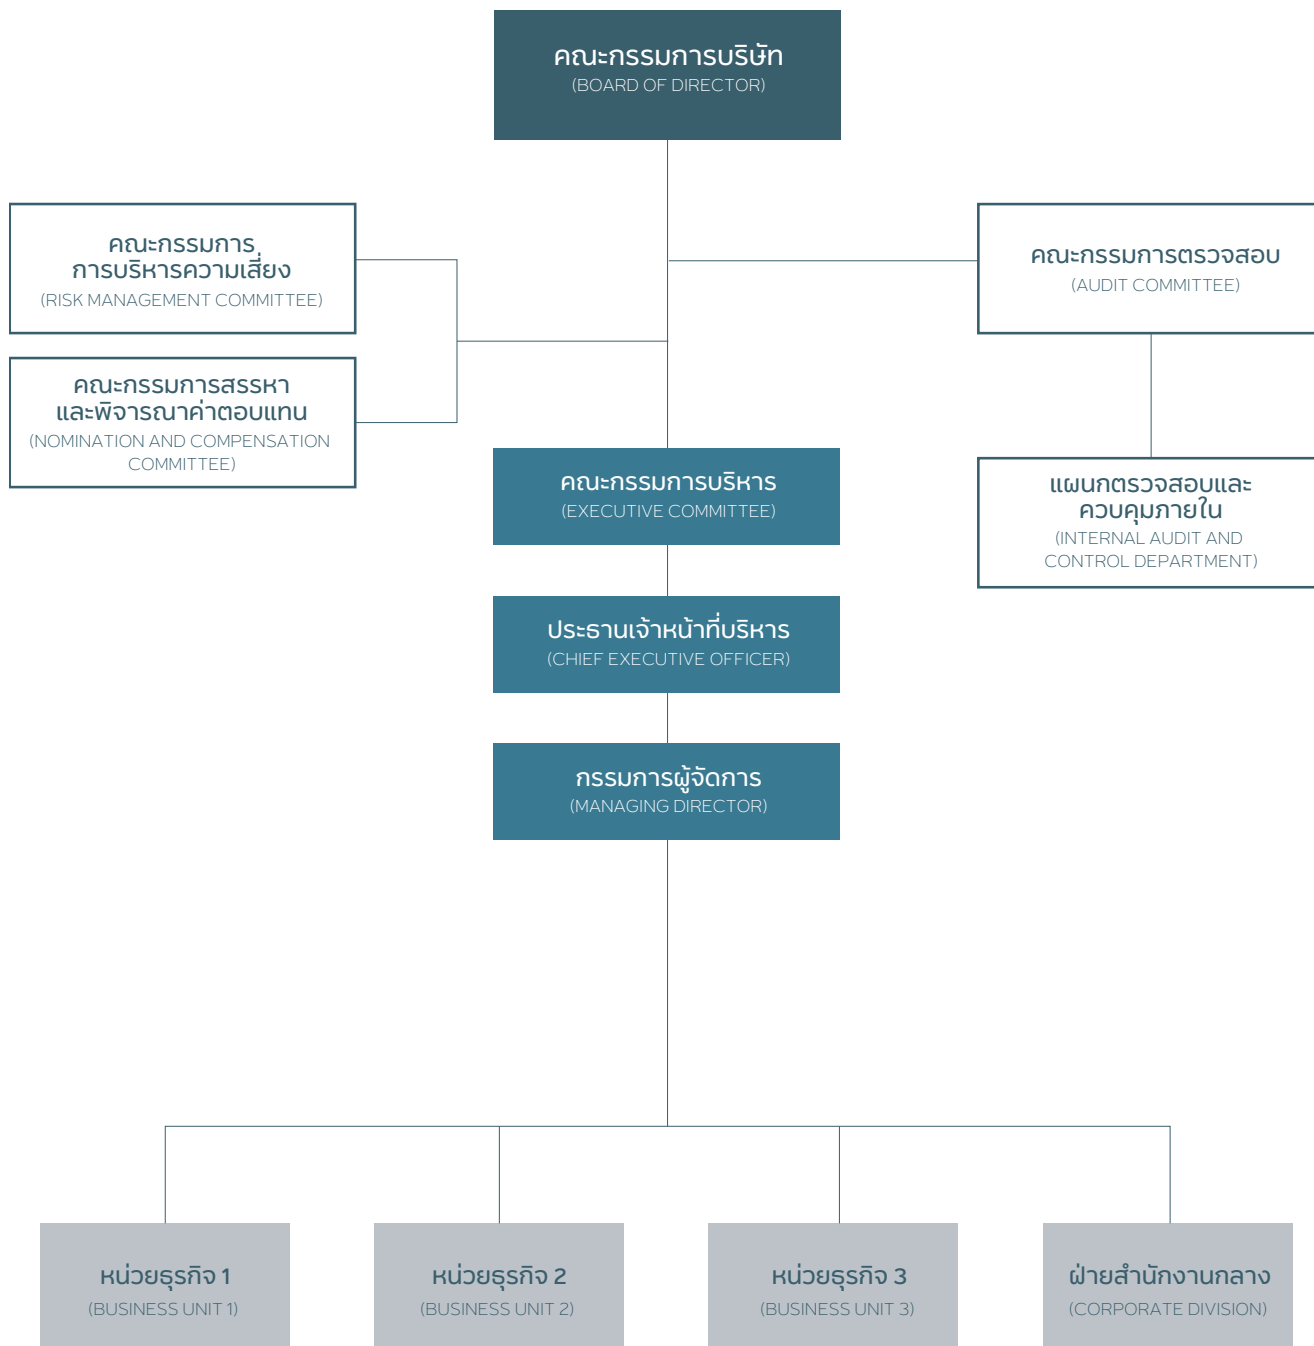 คณะกรรมการบริษัท
(BOARD OF DIRECTOR)
คณะกรรมการ
การบริหารความเสี่ยง
(RISK MANAGEMENT COMMITTEE)
คณะกรรมการตรวจสอบ
(AUDIT COMMITTEE)
คณะกรรมการสรรหา
และพิจารณาค่าตอบแทน
(NOMINATION AND COMPENSATION
COMMITTEE)
คณะกรรมการบริหาร
(EXECUTIVE COMMITTEE)
แผนกตรวจสอบและ
ควบคุมภายใน
(INTERNAL AUDIT AND
CONTROL DEPARTMENT)
ประธานเจ้าหน้าที่บริหาร
(CHIEF EXECUTIVE OFFICER)
กรรมการผู้จัดการ
(MANAGING DIRECTOR)
หน่วยธุรกิจ 1
(BUSINESS UNIT 1)
หน่วยธุรกิจ 2
(BUSINESS UNIT 2)
หน่วยธุรกิจ 3
(BUSINESS UNIT 3)
ฝ่ายสำนักงานกลาง
(CORPORATE DIVISION)